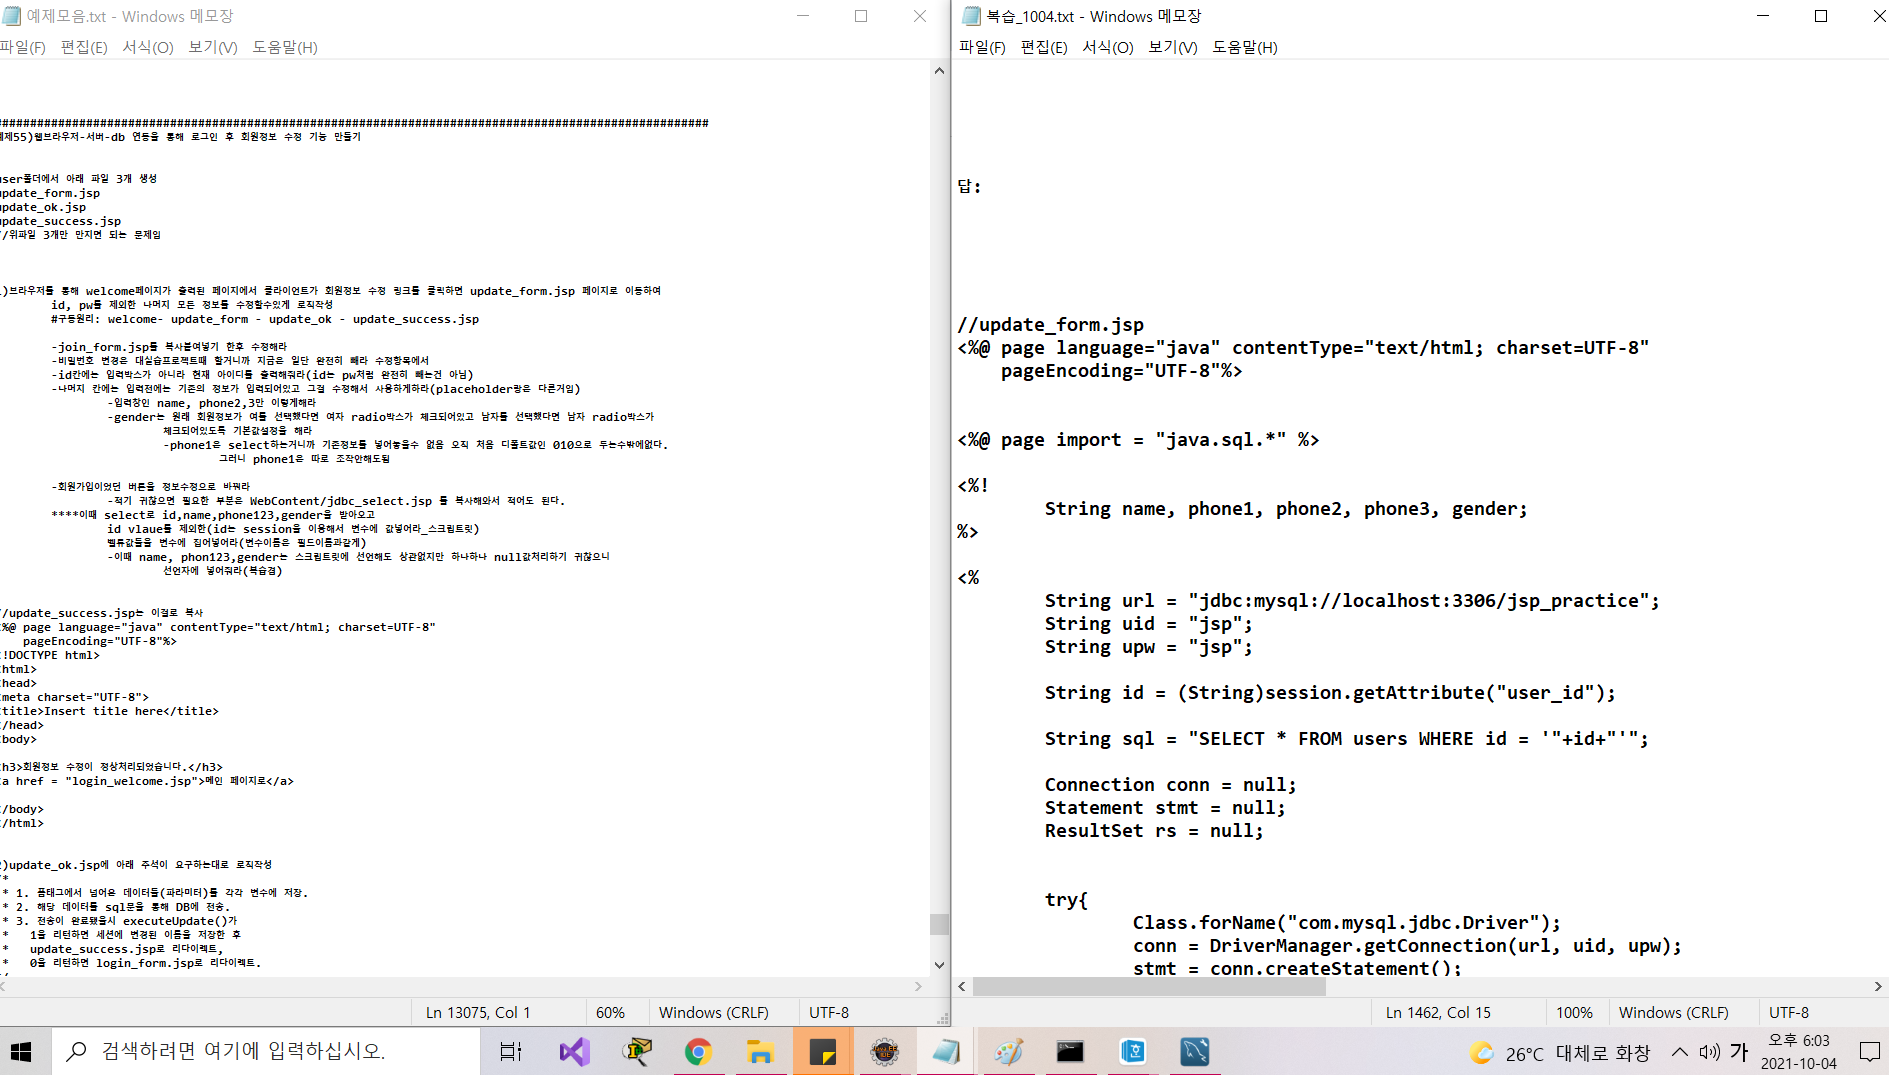 예제모음.txt - Windows 메모장
파일(F) 편집(E) 서식(O) 보기(V) 도움말(H)
예제55)웹브라우저-서버-db 연동을 통해 로그인 후 회원정보 수정 기능 만들기
user폴더에서 아래 파일 3개 생성
update_form.jsp
update_ok.jsp
update_success.jsp
//위파일 3개만 만지면 되는 문제임
)브라우저를 통해 welcome페이지가 출력된 페이지에서 클라이언트가 회원정보 수정 링크를 클릭하면 update_form.jsp 페이지로 이동하여
id, pw를 제외한 나머지 모든 정보를 수정할수있게 로직작성
#구동원리: welcome- update_form - update_ok - update_success.jsp
-join_form.jsp를 복사붙여넣기 한후 수정해라
-비밀번호 변경은 대실습프로젝트때 할거니까 지금은 일단 완전히 빼라 수정항목에서
-id칸에는 입력박스가 아니라 현재 아이디를 출력해줘라(id는 pw처럼 완전히 빼는건 아님)
-나머지 칸에는 입력전에는 기존의 정보가 입력되어있고 그걸 수정해서 사용하게하라(placeholder랑은 다른거임)
-입력창인 name, phone2,3만 이렇게해라
-gender는 원래 회원정보가 여를 선택했다면 여자 radio박스가 체크되어있고 남자를 선택했다면 남자 radio박스가
체크되어있도록 기본값설정을 해라
-phone1은 select하는거니까 기존정보를 넣어놓을수 없음 오직 처음 디폴트값인 010으로 두는수밖에없다.
그러니 phone1은 따로 조작안해도됨
-회원가입이었던 버튼을 정보수정으로 바꿔라
-적기 귀찮으면 필요한 부분은 WebContent/jdbc_select.jsp 를 복사해와서 적어도 된다.
****이때 select로 id,name,phone123,gender을 받아오고
id vlaue를 제외한(id는 session을 이용해서 변수에 값넣어라_스크립트릿)
벨류값들을 변수에 집어넣어라(변수이름은 필드이름과같게)
-이때 name, phon123,gender는 스크립트릿에 선언해도 상관없지만 하나하나 null값처리하기 귀찮으니
선언자에 넣어줘라(복습겸)
//update_success.jsp는 이걸로 복사
<%@ page language="java" contentType="text/html; charset=UTF-8"
pageEncoding="UTF-8"%>
<!DOCTYPE html>
<html>
<head>
<meta charset="UTF-8">
<title>Insert title here</title>
</head>
<body>
<h3>회원정보 수정이 정상처리되었습니다.</h3>
<a href = "login_welcome.jsp">메인 페이지로</a>
</body>
</html>
2)update_ok.jsp에 아래 주석이 요구하는대로 로직작성
/*
* 1. 폼태그에서 넘어온 데이터들(파라미터)를 각각 변수에 저장.
* 2. 해당 데이터를 sql문을 통해 DB에 전송.
* 3. 전송이 완료됐을시 executeUpdate()가
* 1을 리턴하면 세션에 변경된 이름을 저장한 후
* update_success.jsp로 리다이렉트,
* 0을 리턴하면 login_form.jsp로 리다이렉트.
Ln 13075, Col 1 60% Windows (CRLF) UTF-8
복습_1004.txt - Windows 메모장
파일(F) 편집(E) 서식(O) 보기(V) 도움말(H)
답:
//update_form.jsp
<%@ page language="java" contentType="text/html; charset=UTF-8"
pageEncoding="UTF-8"%>
<%@ page import = "java.sql.*" %>
<%!
String name, phone1, phone2, phone3, gender;
%>
<%
String url = "jdbc:mysql://localhost:3306/jsp_practice";
String uid = "jsp";
String upw = "jsp";
String id = (String)session.getAttribute("user_id");
String sql = "SELECT * FROM users WHERE id = '"+id+"'";
Connection conn = null;
Statement stmt = null;
ResultSet rs = null;
try{
Class.forName("com.mysql.jdbc.Driver");
conn = DriverManager.getConnection(url, uid, upw);
stmt = conn.createStatement();
Ln 1462, Col 15 100% Windows (CRLF) UTF-8
검색하려면 여기에 입력하십시오.
26°C 대체로 화창
가
오후 6:03
2021-10-04